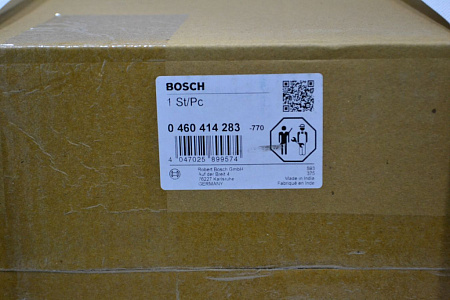 BOSCH
1 St/Pc
0 460 414 283 -770
4 047025 899574
Robert Bosch GmbH
Auf der Breit 4
76227 Karlsruhe
GERMANY
Made in India
Fabriqué en Inde